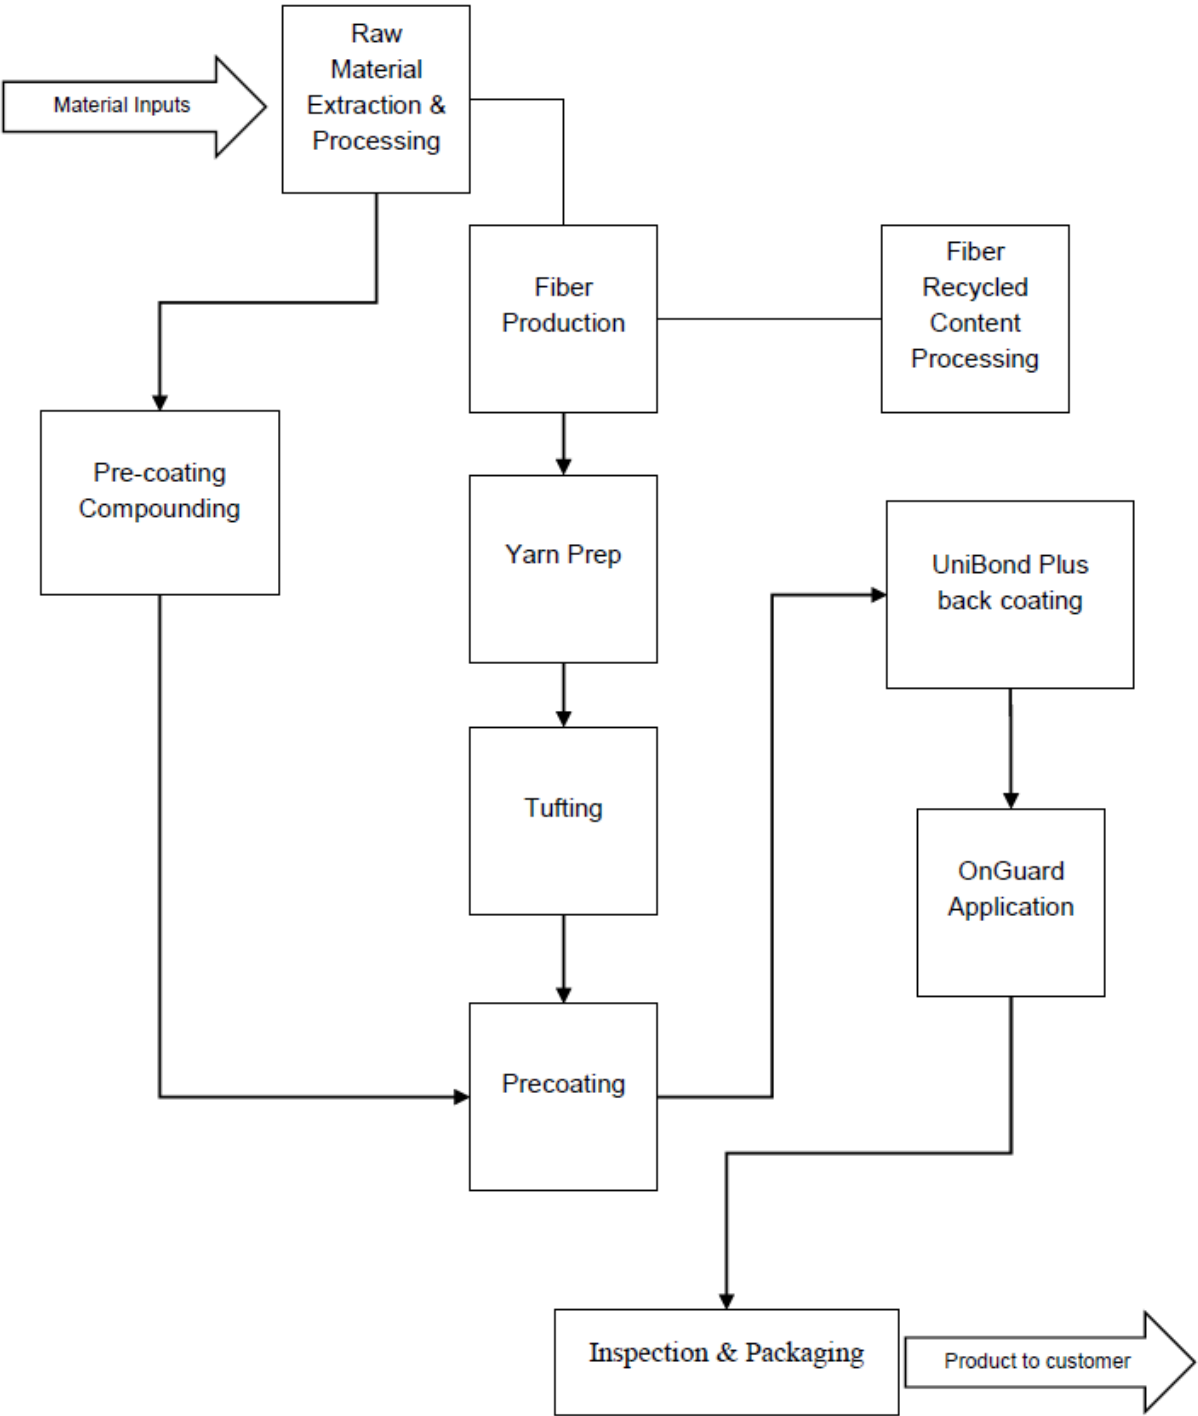 Raw
Material
Extraction &
Processing
Material Inputs
Fiber
Production
Fiber
Recycled
Content
Processing
Pre-coating
Compounding
Yarn Prep
UniBond Plus
back coating
Tufting
OnGuard
Application
Precoating
Inspection & Packaging
Product to customer